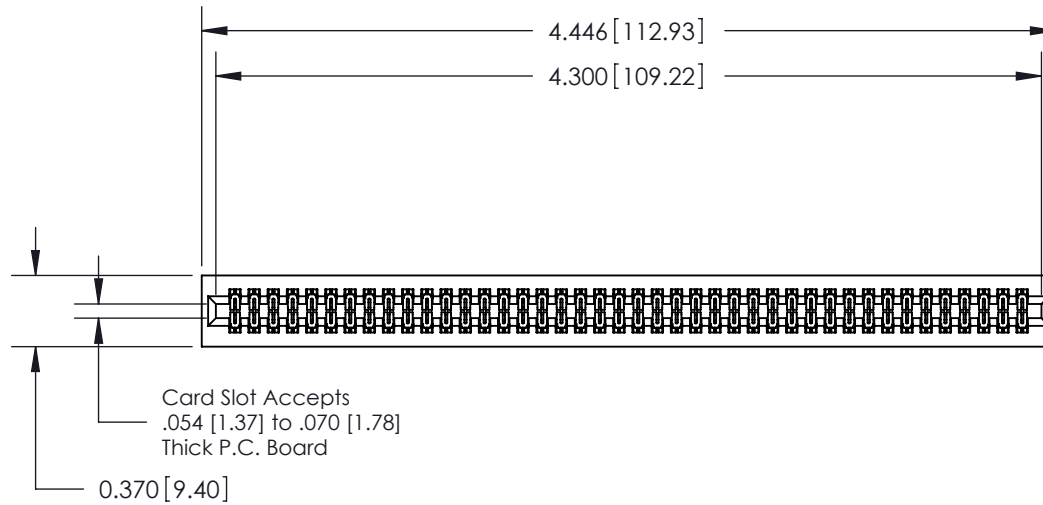 4.446 [112.93]
4.300 [109.22]
Card Slot Accepts
.054 [1.37] to .070 [1.78]
Thick P.C. Board
0.370 [9.40]